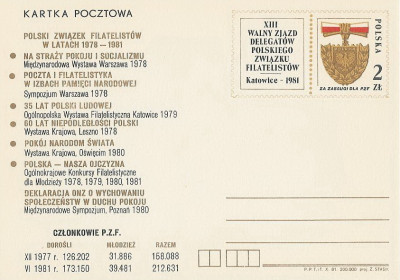 KARTKA POCZTOWA
POLSKI ZWIĄZEK FILATELISTÓW
W LATACH 1978 — 1981
NA STRAŻY POKOJU I SOCJALIZMU
Międzynarodowa Wystawa Warszawa 1978
POCZTA I FILATELISTYKA
W IZBACH PAMIĘCI NARODOWEJ
Sympozjum Warszawa 1978
35 LAT POLSKI LUDOWEJ
Ogólnopolska Wystawa Filatelistyczna Katowice 1979
60 LAT NIEPODLEGŁOŚCI POLSKI
Wystawa Krajowa, Leszno 1978
POKÓJ NARODOM ŚWIATA
Wystawa Krajowa, Oświęcim 1980
POLSKA — NASZA OJCZYZNA
Ogólnokrajowe Konkursy Filatelistyczne
dla Młodzieży 1978, 1979, 1980, 1981
DEKLARACJA ONZ O WYCHOWANIU
SPOŁECZEŃSTW W DUCHU POKOJU
Międzynarodowe Sympozjum, Poznań 1980
CZŁONKOWIE P.Z.F.
DOROŚLI MŁODZIEŻ RAZEM
XII 1977 r. 126.202 31.886 158.088
VI 1981 r. 173.150 39.481 212.631
XIII
WALNY ZJAZD
DELEGATÓW
POLSKIEGO
ZWIĄZKU
FILATELISTÓW
Katowice - 1981
POLSKA
2
ZŁ
ZA ZASŁUGI DLA PZF